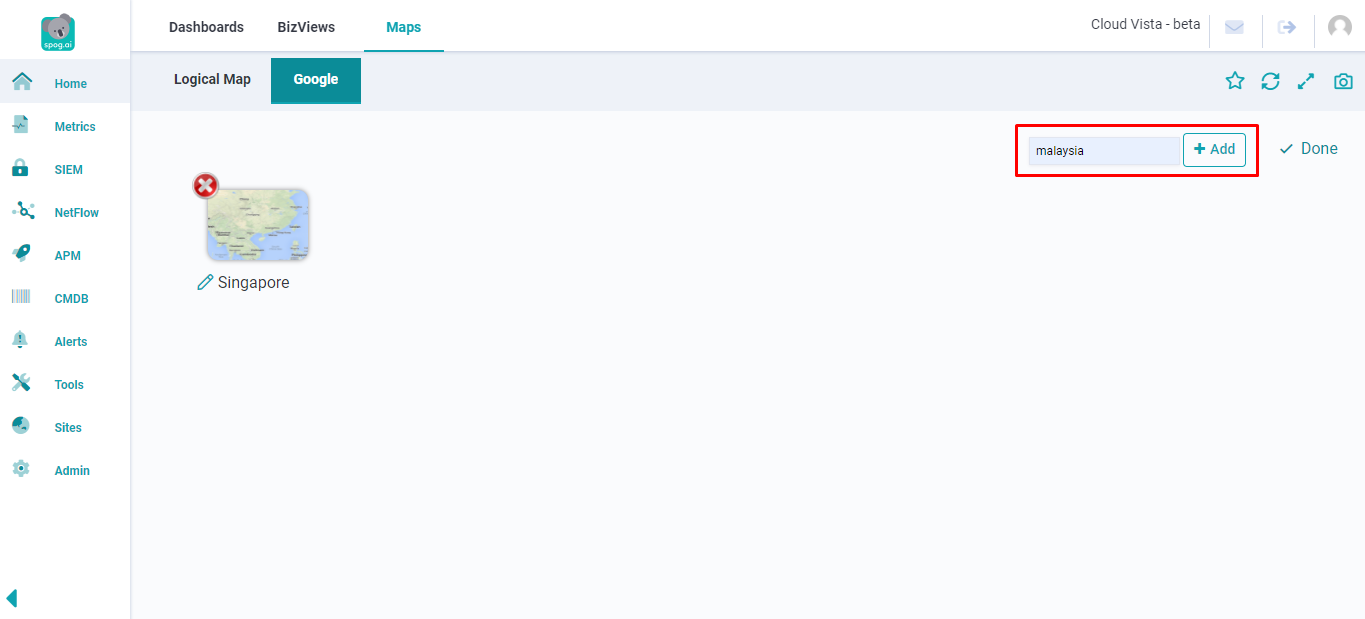 spog.ai
Dashboards BizViews Maps Cloud Vista - beta
Home
Logical Map Google
Metrics
malaysia Add Done
SIEM
NetFlow
APM
Singapore
CMDB
Alerts
Tools
Sites
Admin